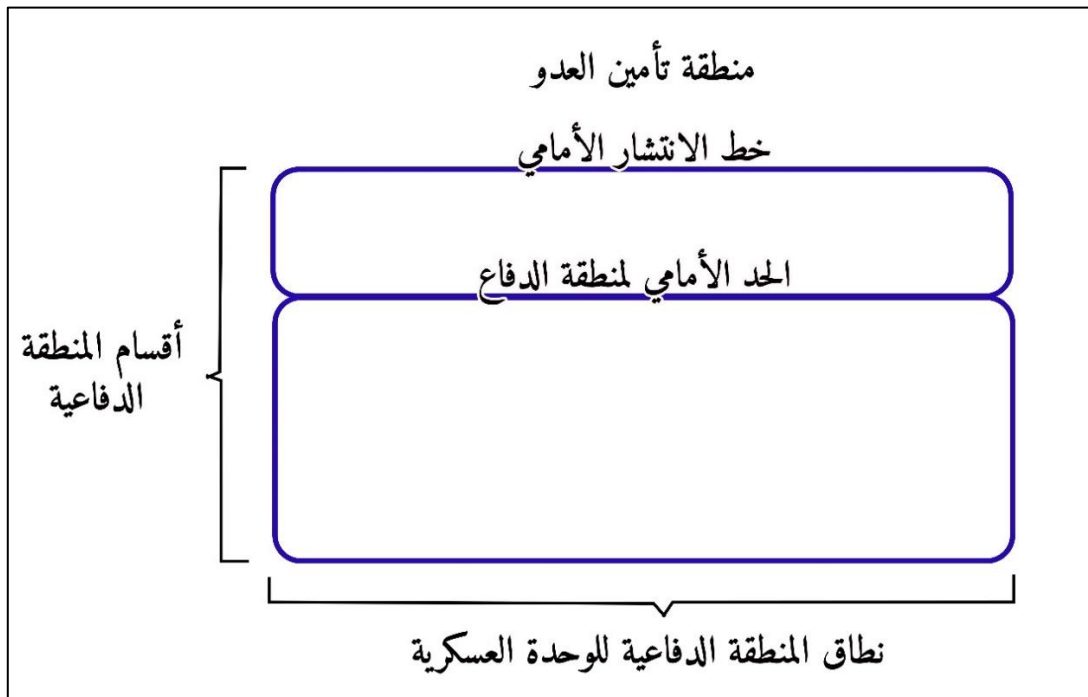 منطقة تأمين العدو
خط الانتشار الأمامي
الحد الأمامي لمنطقة الدفاع
أقسام المنطقة
الدفاعية
نطاق المنطقة الدفاعية للوحدة العسكرية